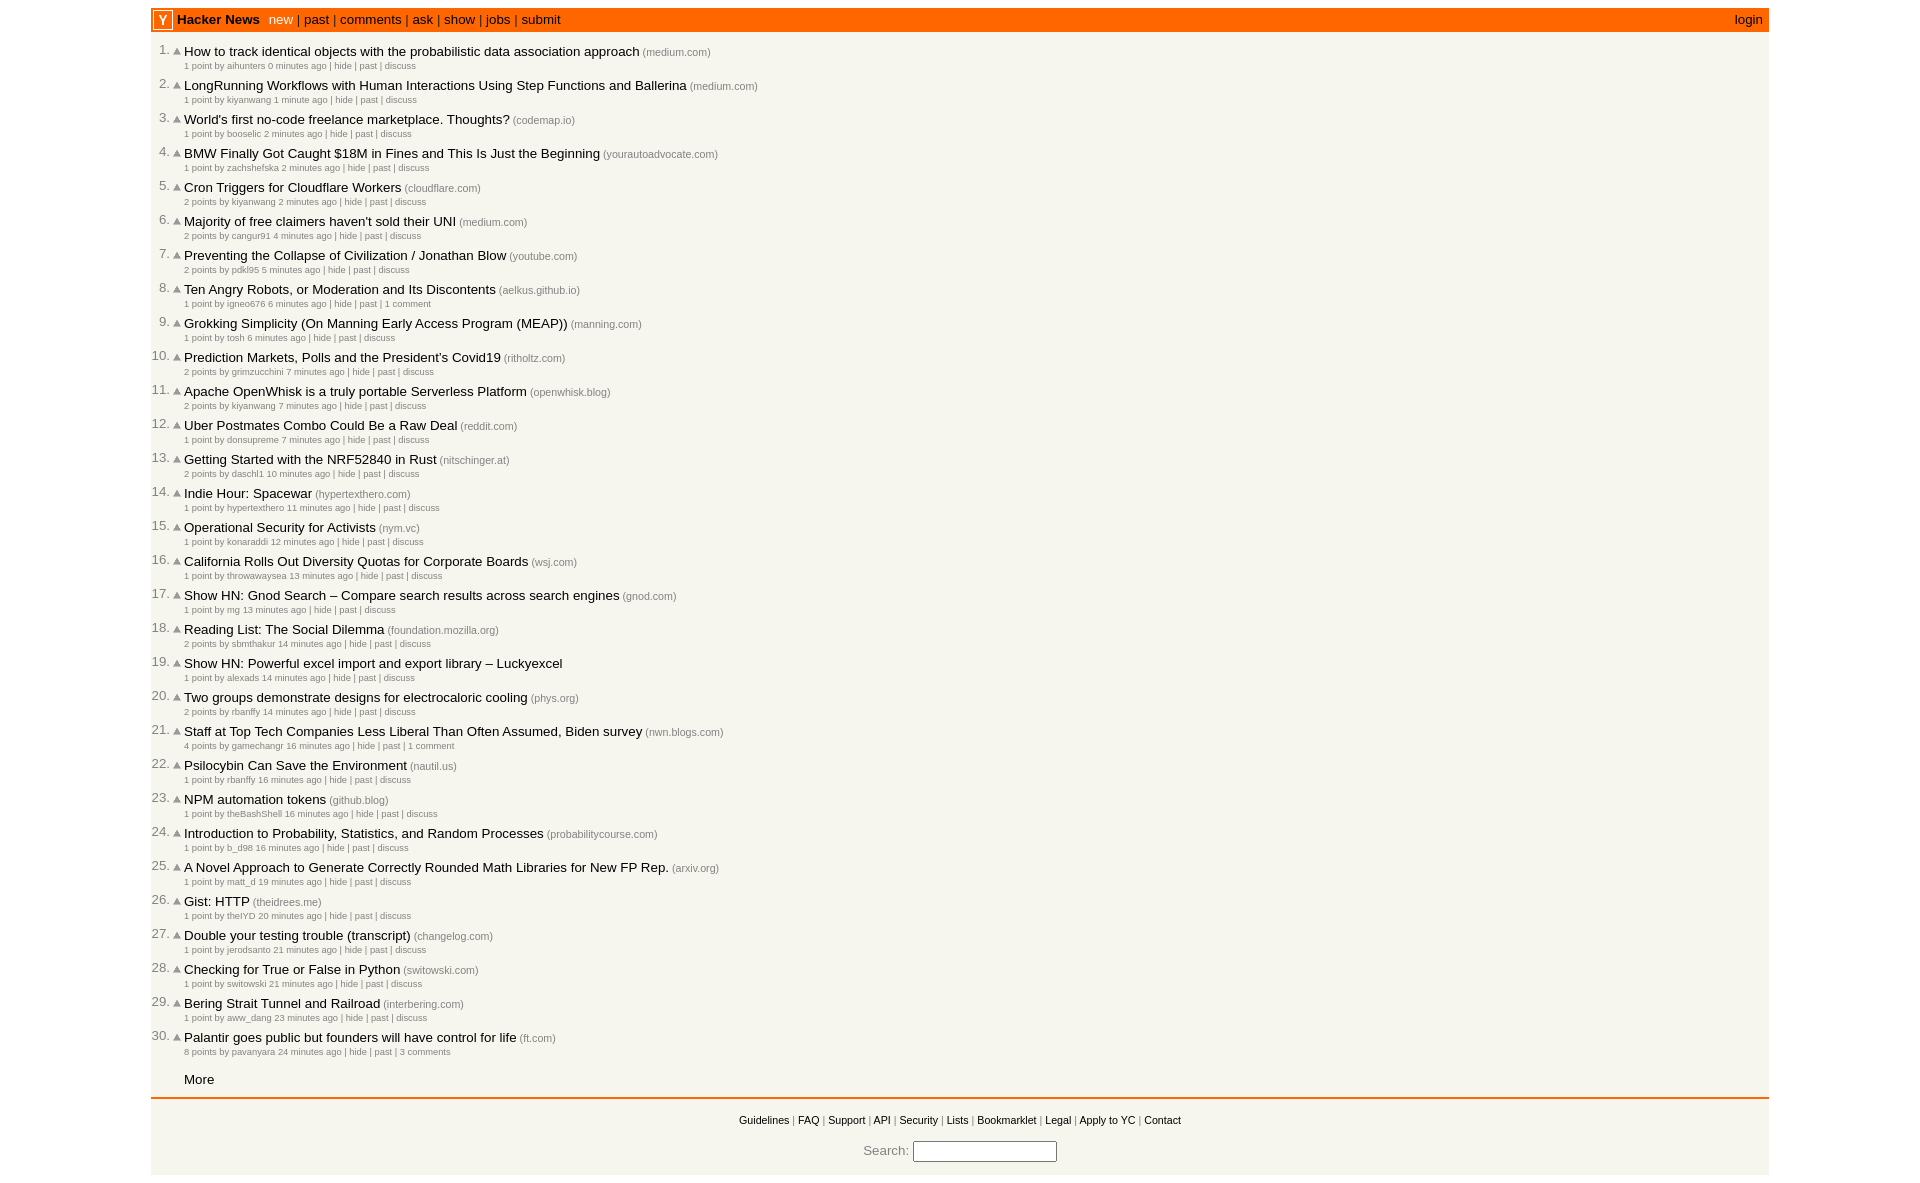 Y Hacker News new | past | comments | ask | show | jobs | submit login
1. How to track identical objects with the probabilistic data association approach (medium.com)
1 point by aihunters 0 minutes ago | hide | past | discuss
2. LongRunning Workflows with Human Interactions Using Step Functions and Ballerina (medium.com)
1 point by kiyanwang 1 minute ago | hide | past | discuss
3. World's first no-code freelance marketplace. Thoughts? (codemap.io)
1 point by booselic 2 minutes ago | hide | past | discuss
4. BMW Finally Got Caught $18M in Fines and This Is Just the Beginning (yourautoadvocate.com)
1 point by zachshefska 2 minutes ago | hide | past | discuss
5. Cron Triggers for Cloudflare Workers (cloudflare.com)
2 points by kiyanwang 2 minutes ago | hide | past | discuss
6. Majority of free claimers haven't sold their UNI (medium.com)
2 points by cangur91 4 minutes ago | hide | past | discuss
7. Preventing the Collapse of Civilization / Jonathan Blow (youtube.com)
2 points by pdkl95 5 minutes ago | hide | past | discuss
8. Ten Angry Robots, or Moderation and Its Discontents (aelkus.github.io)
1 point by igneo676 6 minutes ago | hide | past | 1 comment
9. Grokking Simplicity (On Manning Early Access Program (MEAP)) (manning.com)
1 point by tosh 6 minutes ago | hide | past | discuss
10. Prediction Markets, Polls and the President's Covid19 (ritholtz.com)
2 points by grimzucchini 7 minutes ago | hide | past | discuss
11. Apache OpenWhisk is a truly portable Serverless Platform (openwhisk.blog)
2 points by kiyanwang 7 minutes ago | hide | past | discuss
12. Uber Postmates Combo Could Be a Raw Deal (reddit.com)
1 point by donsupreme 7 minutes ago | hide | past | discuss
13. Getting Started with the NRF52840 in Rust (nitschinger.at)
2 points by daschl1 10 minutes ago | hide | past | discuss
14. Indie Hour: Spacewar (hypertexthero.com)
1 point by hypertexthero 11 minutes ago | hide | past | discuss
15. Operational Security for Activists (nym.vc)
1 point by konaraddi 12 minutes ago | hide | past | discuss
16. California Rolls Out Diversity Quotas for Corporate Boards (wsj.com)
1 point by throwawaysea 13 minutes ago | hide | past | discuss
17. Show HN: Gnod Search – Compare search results across search engines (gnod.com)
1 point by mg 13 minutes ago | hide | past | discuss
18. Reading List: The Social Dilemma (foundation.mozilla.org)
2 points by sbmthakur 14 minutes ago | hide | past | discuss
19. Show HN: Powerful excel import and export library – Luckyexcel
1 point by alexads 14 minutes ago | hide | past | discuss
20. Two groups demonstrate designs for electrocaloric cooling (phys.org)
2 points by rbanffy 14 minutes ago | hide | past | discuss
21. Staff at Top Tech Companies Less Liberal Than Often Assumed, Biden survey (nwn.blogs.com)
4 points by gamechangr 16 minutes ago | hide | past | 1 comment
22. Psilocybin Can Save the Environment (nautil.us)
1 point by rbanffy 16 minutes ago | hide | past | discuss
23. NPM automation tokens (github.blog)
1 point by theBashShell 16 minutes ago | hide | past | discuss
24. Introduction to Probability, Statistics, and Random Processes (probabilitycourse.com)
1 point by b_d98 16 minutes ago | hide | past | discuss
25. A Novel Approach to Generate Correctly Rounded Math Libraries for New FP Rep. (arxiv.org)
1 point by matt_d 19 minutes ago | hide | past | discuss
26. Gist: HTTP (theidrees.me)
1 point by theIYD 20 minutes ago | hide | past | discuss
27. Double your testing trouble (transcript) (changelog.com)
1 point by jerodsanto 21 minutes ago | hide | past | discuss
28. Checking for True or False in Python (switowski.com)
1 point by switowski 21 minutes ago | hide | past | discuss
29. Bering Strait Tunnel and Railroad (interbering.com)
1 point by aww_dang 23 minutes ago | hide | past | discuss
30. Palantir goes public but founders will have control for life (ft.com)
8 points by pavanyara 24 minutes ago | hide | past | 3 comments
More
Guidelines | FAQ | Support | API | Security | Lists | Bookmarklet | Legal | Apply to YC | Contact
Search: